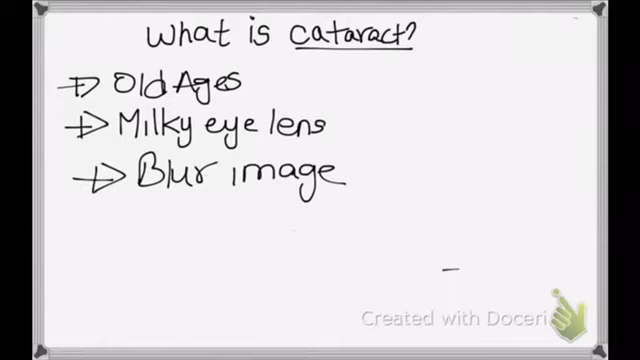 What is cataract?
Old Ages
Milky eye lens
Blur image
Created with Doceri